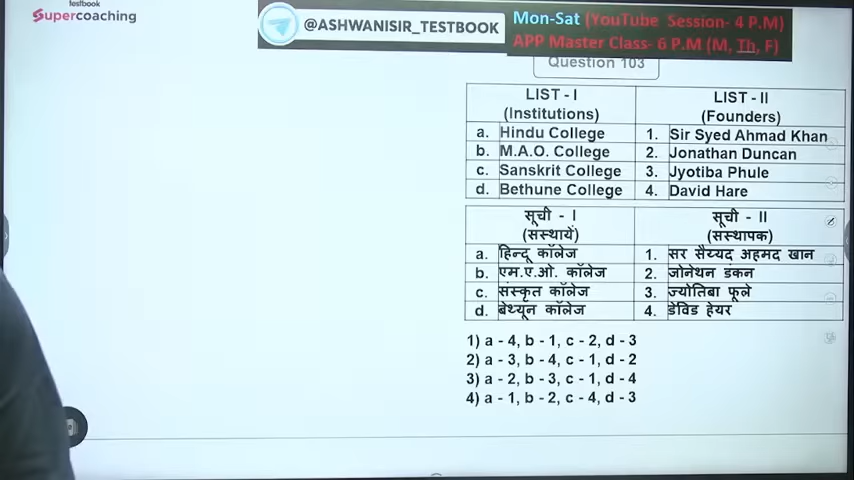 testbook
Supercoaching
@ASHWANISIR_TESTBOOK
Mon-Sat (YouTube Session- 4 P.M)
APP Master Class- 6 P.M (M, Th, F)
Question 103
LIST - I
(Institutions)
LIST - II
(Founders)
a. Hindu College 1. Sir Syed Ahmad Khan
b. M.A.O. College 2. Jonathan Duncan
c. Sanskrit College 3. Jyotiba Phule
d. Bethune College 4. David Hare
सूची - I
(संस्थायें)
सूची - II
(संस्थापक)
a. हिन्दू कॉलेज 1. सर सैय्यद अहमद खान
b. एम.ए.ओ. कॉलेज 2. जोनेथन डंकन
c. संस्कृत कॉलेज 3. ज्योतिबा फूले
d. बेथ्यून कॉलेज 4. डेविड हेयर
1) a - 4, b - 1, c - 2, d - 3
2) a - 3, b - 4, c - 1, d - 2
3) a - 2, b - 3, c - 1, d - 4
4) a - 1, b - 2, c - 4, d - 3